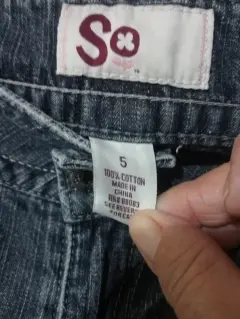 So
5
100% COTTON
MADE IN
CHINA
SEE REVERSE